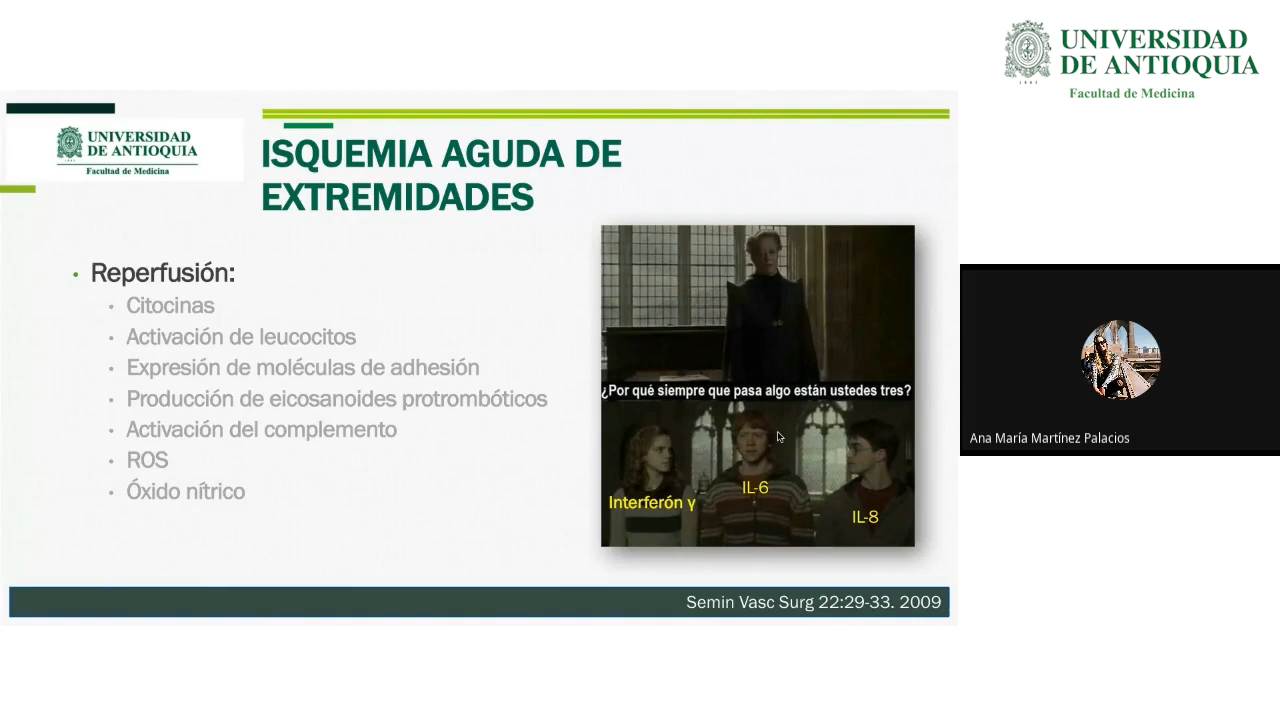 UNIVERSIDAD
DE ANTIOQUIA
1803
Facultad de Medicina
UNIVERSIDAD
DE ANTIOQUIA
Facultad de Medicina
ISQUEMIA AGUDA DE
EXTREMIDADES
• Reperfusión:
• Citocinas
• Activación de leucocitos
• Expresión de moléculas de adhesión
• Producción de eicosanoides protrombóticos
• Activación del complemento
• ROS
• Óxido nítrico
¿Por qué siempre que pasa algo están ustedes tres?
Interferón γ
IL-6
IL-8
Semin Vasc Surg 22:29-33. 2009
Ana María Martínez Palacios